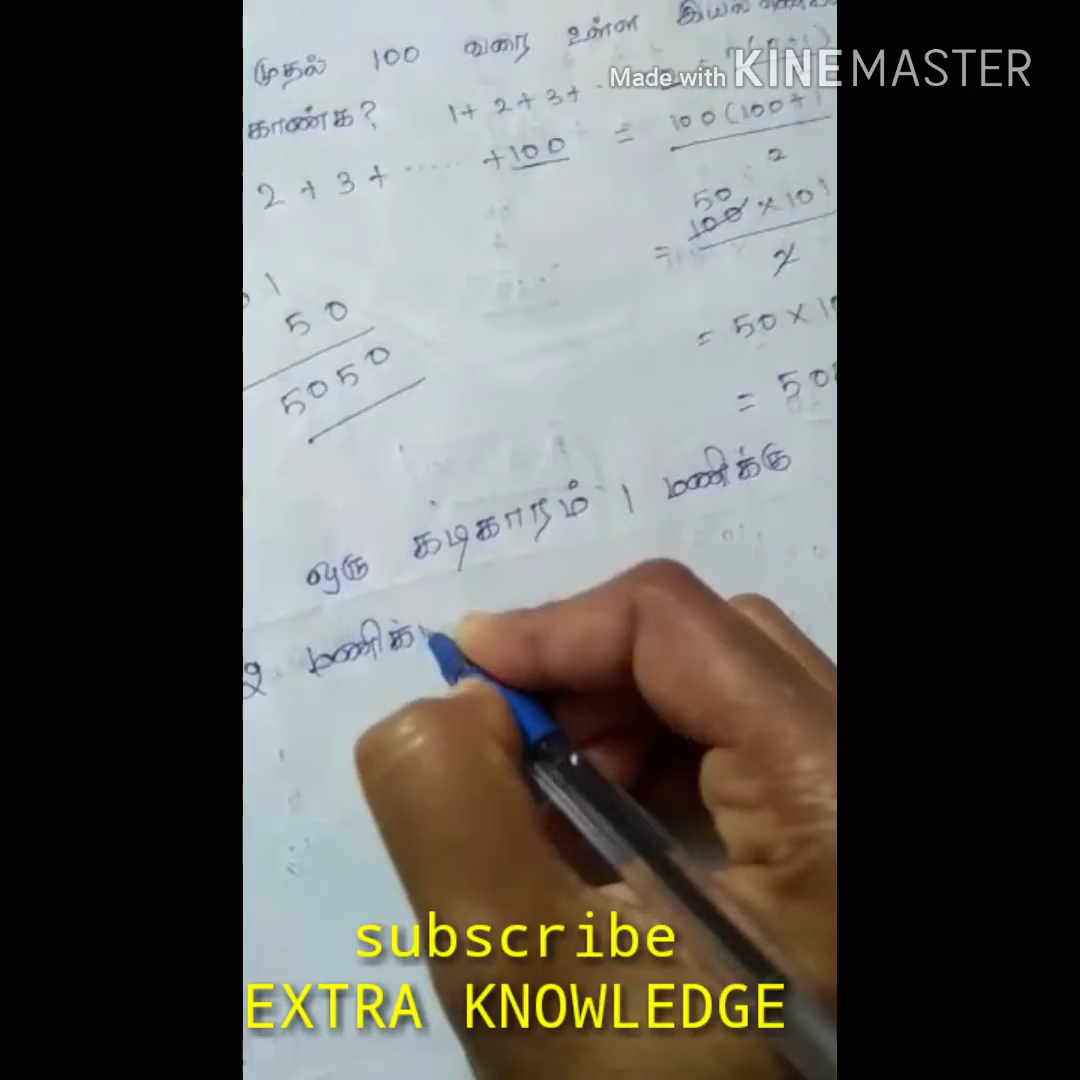 முதல் 100 வரை உள்ள
Made with KINEMASTER
காண்க? 1 + 2 + 3 +
2 + 3 + ...... + 100 = 100 (100 + 1
2
50
= 100 × 101
2
1
50
= 50 × 10
5050
= 50
ஒரு கடிகாரம் 1 மணிக்கு
2 மணிக்
subscribe
EXTRA KNOWLEDGE